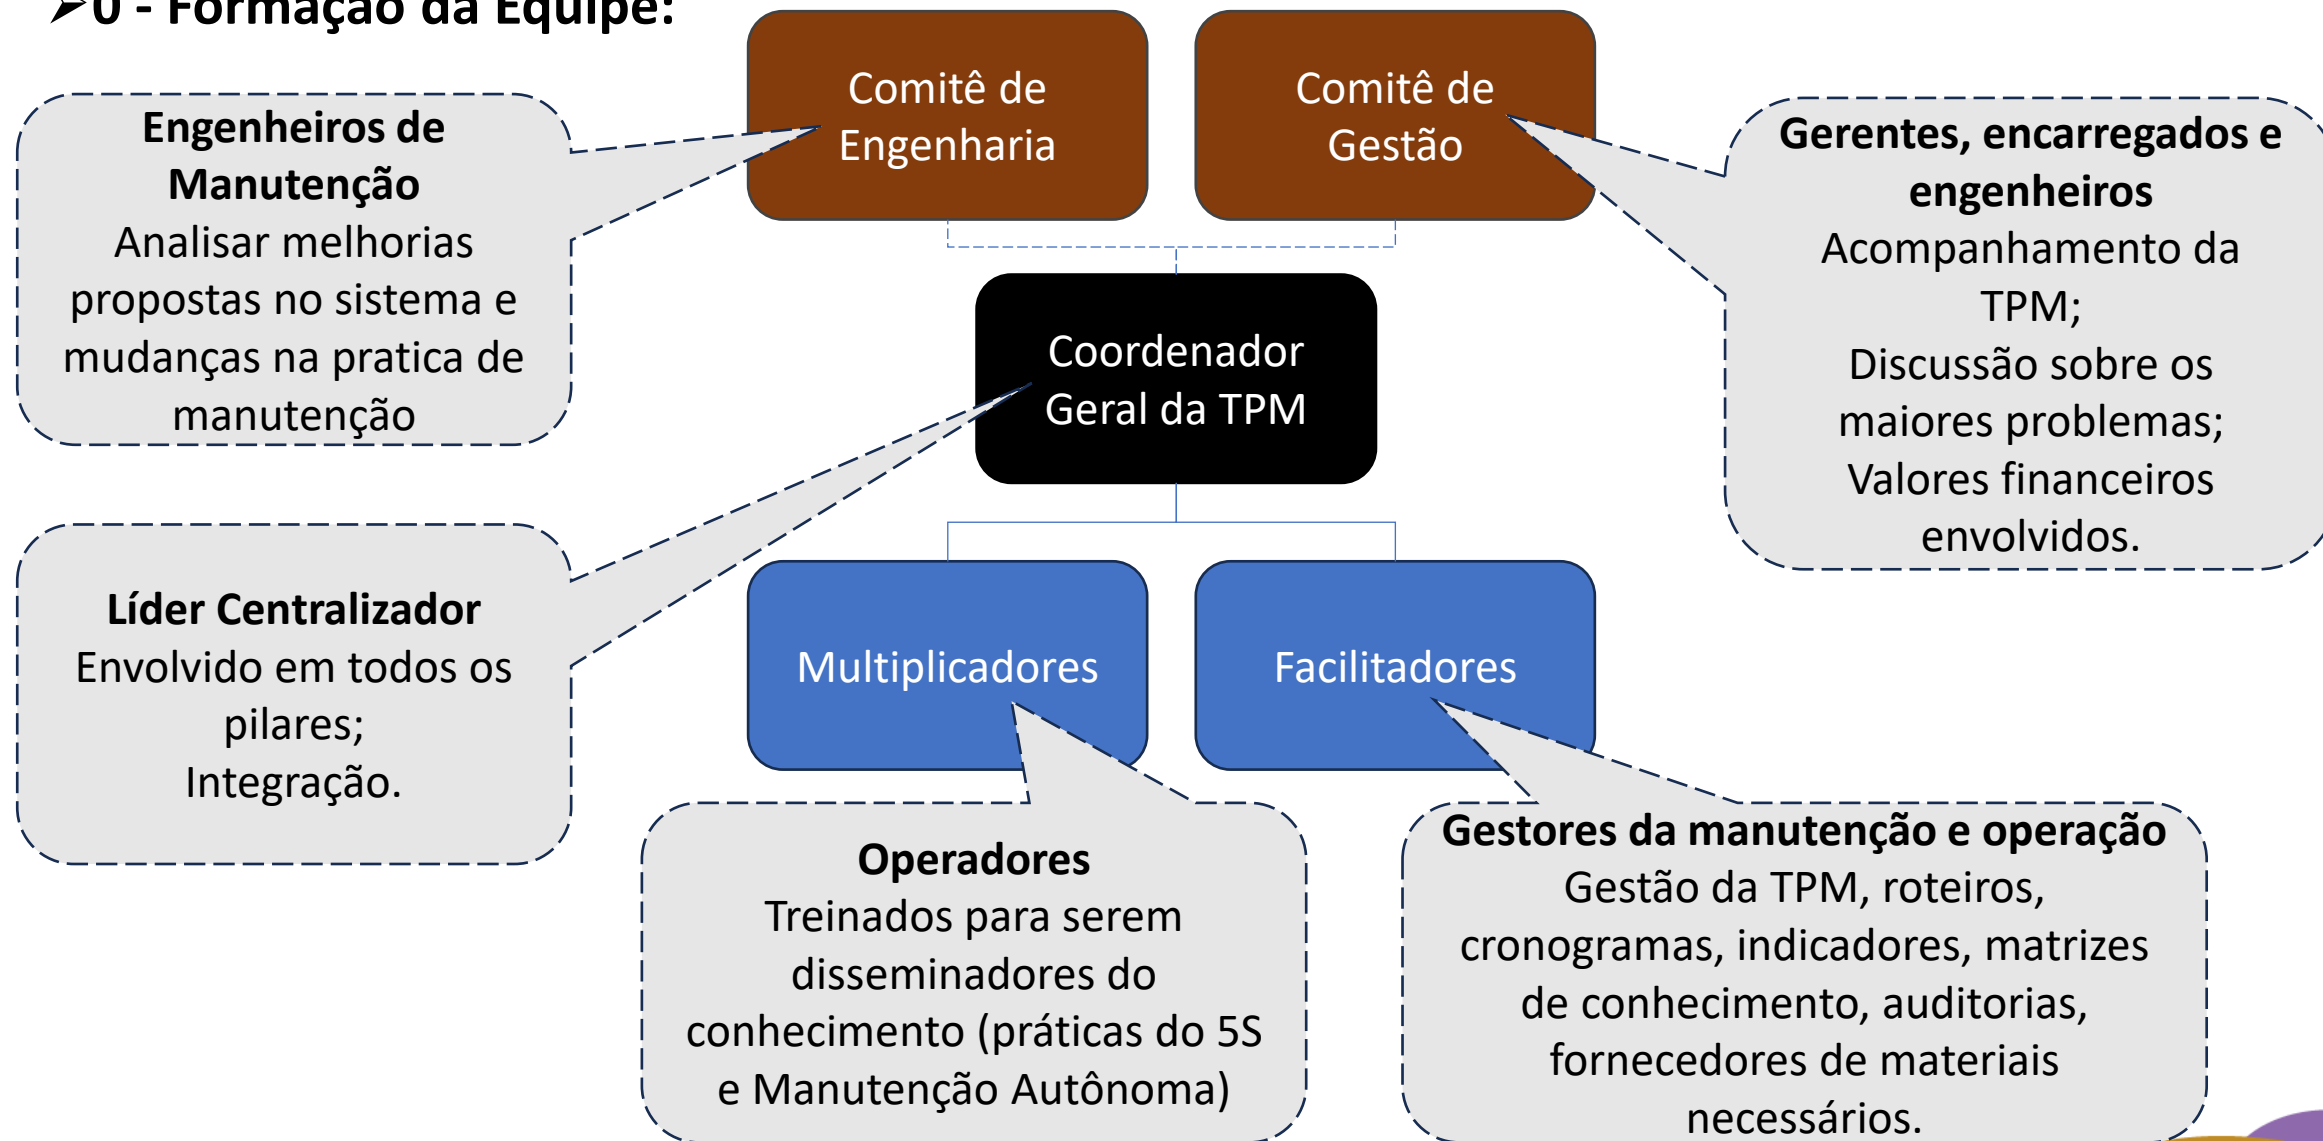 ➤0 - Formação da Equipe:
Comitê de
Engenharia
Comitê de
Gestão
Engenheiros de
Manutenção
Analisar melhorias
propostas no sistema e
mudanças na pratica de
manutenção
Gerentes, encarregados e
engenheiros
Acompanhamento da
TPM;
Discussão sobre os
maiores problemas;
Valores financeiros
envolvidos.
Coordenador
Geral da TPM
Líder Centralizador
Envolvido em todos os
pilares;
Integração.
Multiplicadores
Facilitadores
Operadores
Treinados para serem
disseminadores do
conhecimento (práticas do 5S
e Manutenção Autônoma)
Gestores da manutenção e operação
Gestão da TPM, roteiros,
cronogramas, indicadores, matrizes
de conhecimento, auditorias,
fornecedores de materiais
necessários.